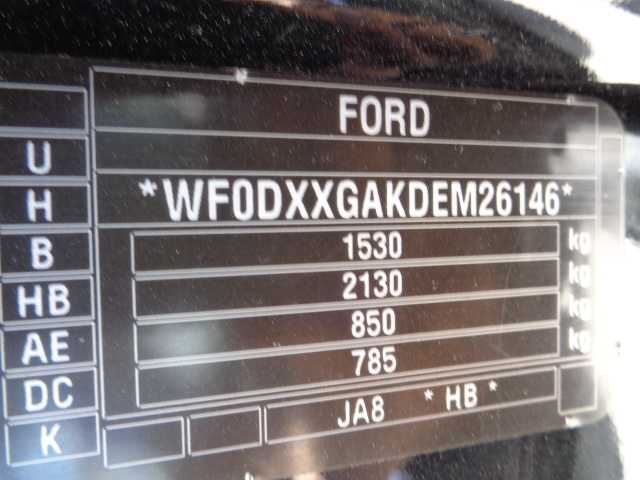 FORD
U
H *WF0DXXGAKDEM26146*
B 1530 kg
HB 2130 kg
AE 850 kg
DC 785 kg
K JA8 * HB *